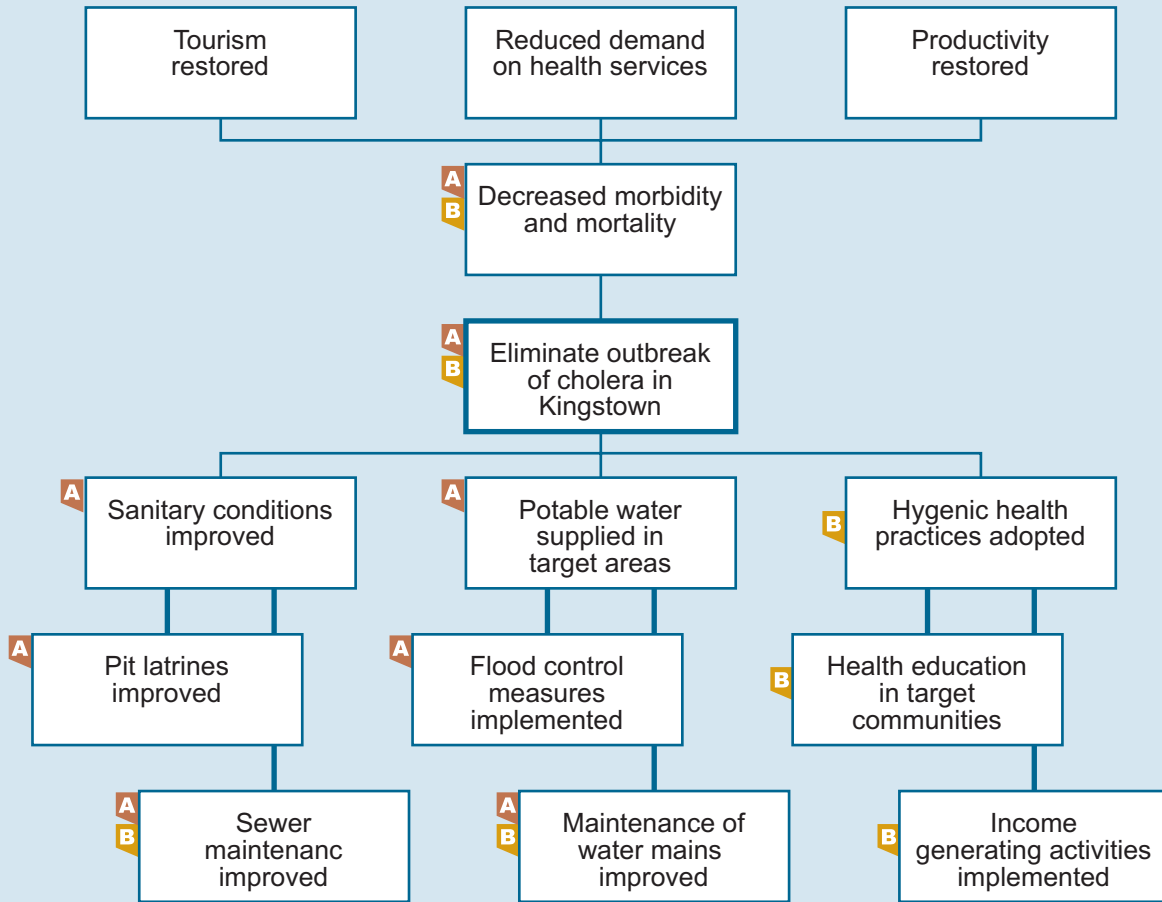 Tourism
restored
Reduced demand
on health services
Productivity
restored
A
B
Decreased morbidity
and mortality
A
B
Eliminate outbreak
of cholera in
Kingstown
A
Sanitary conditions
improved
A
Potable water
supplied in
target areas
B
Hygenic health
practices adopted
A
Pit latrines
improved
A
Flood control
measures
implemented
B
Health education
in target
communities
A
B
Sewer
maintenanc
improved
A
B
Maintenance of
water mains
improved
B
Income
generating activities
implemented